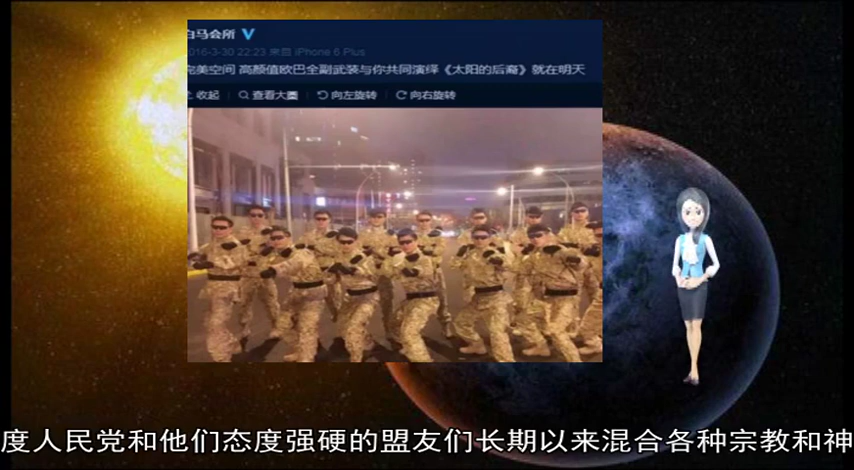 白马会所
016-3-30 22:23 来自 iPhone 6 Plus
完美空间 高颜值欧巴全副武装与你共同演绎《太阳的后裔》就在明天
收起 查看大图 向左旋转 向右旋转
度人民党和他们态度强硬的盟友们长期以来混合各种宗教和神